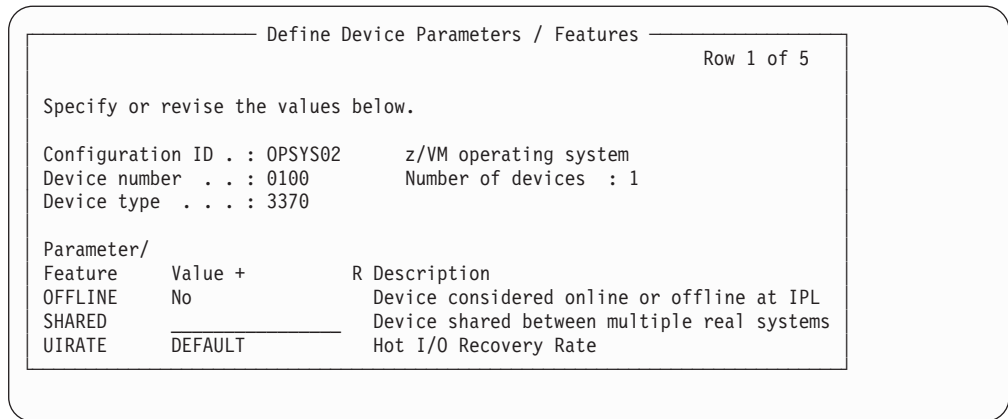 Define Device Parameters / Features
Row 1 of 5
Specify or revise the values below.
Configuration ID . : OPSYS02 z/VM operating system
Device number . . : 0100 Number of devices : 1
Device type . . . : 3370
Parameter/
Feature Value + R Description
OFFLINE No Device considered online or offline at IPL
SHARED ________________ Device shared between multiple real systems
UIRATE DEFAULT Hot I/O Recovery Rate